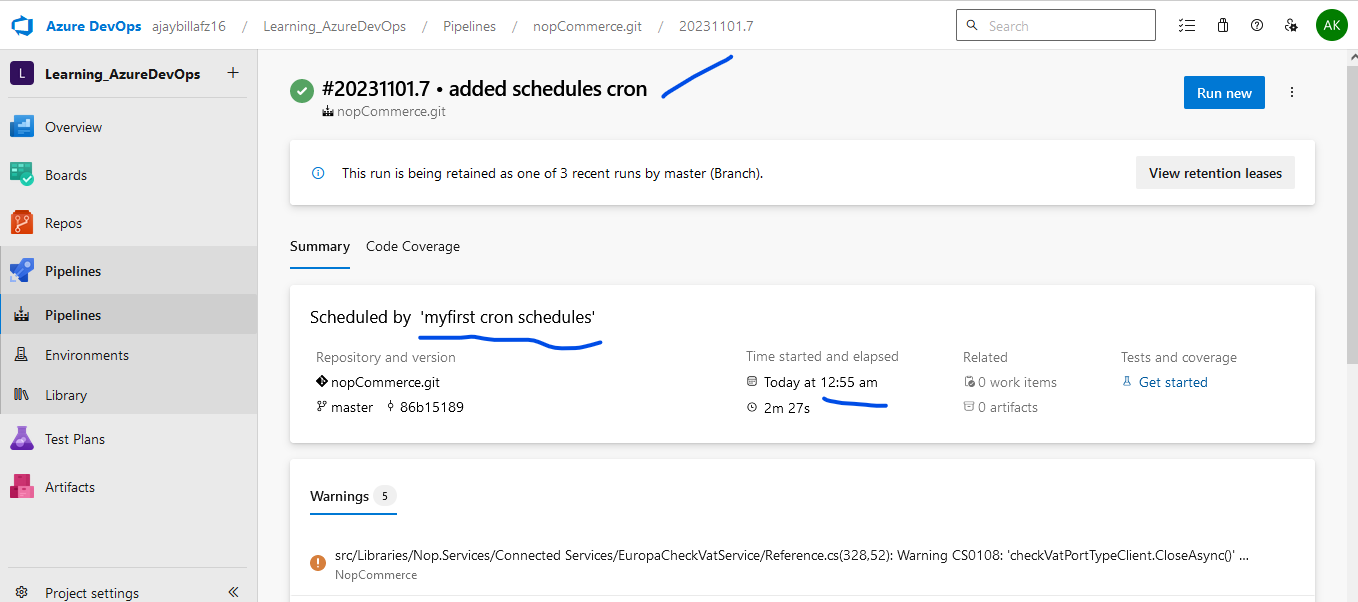 Azure DevOps ajaybillafz16 / Learning_AzureDevOps / Pipelines / nopCommerce.git / 20231101.7 Search AK
L Learning_AzureDevOps +
Overview
Boards
Repos
Pipelines
Pipelines
Environments
Library
Test Plans
Artifacts
Project settings
#20231101.7 • added schedules cron
nopCommerce.git
Run new
This run is being retained as one of 3 recent runs by master (Branch).
View retention leases
Summary Code Coverage
Scheduled by 'myfirst cron schedules'
Repository and version
nopCommerce.git
master 86b15189
Time started and elapsed
Today at 12:55 am
2m 27s
Related
0 work items
0 artifacts
Tests and coverage
Get started
Warnings 5
src/Libraries/Nop.Services/Connected Services/EuropaCheckVatService/Reference.cs(328,52): Warning CS0108: 'checkVatPortTypeClient.CloseAsync()' ...
NopCommerce